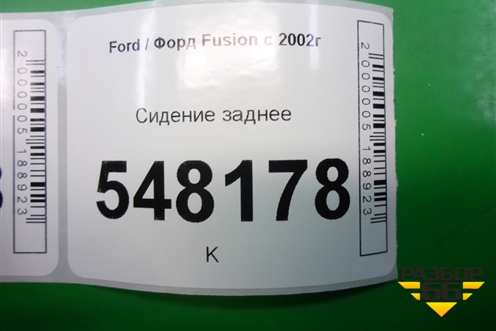 Ford / Форд Fusion с 2002г
Сидение заднее
548178
К
2000005188923
2000005188923
РАЗБОР
66